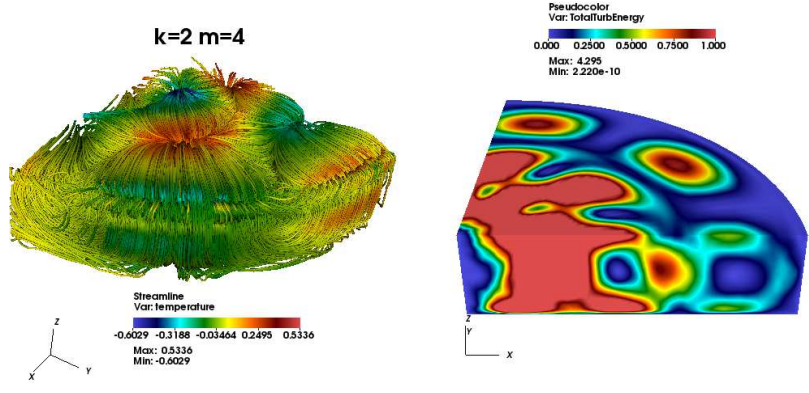 k=2 m=4
Streamline
Var: temperature
-0.6029 -0.3188 -0.03464 0.2495 0.5336
Max: 0.5336
Min: -0.6029
Z
X
Y
Pseudocolor
Var: TotalTurbEnergy
0.000 0.2500 0.5000 0.7500 1.000
Max: 4.295
Min: 2.220e-10
Z
Y
X